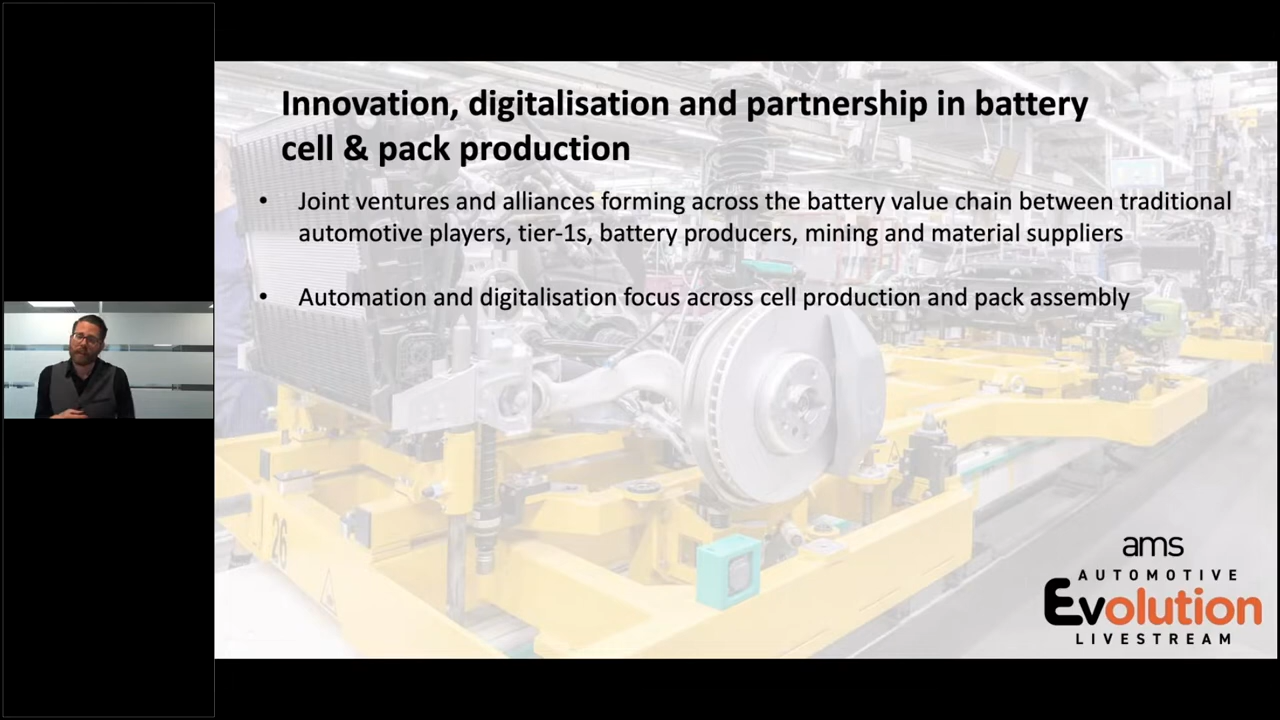 Innovation, digitalisation and partnership in battery
cell & pack production
• Joint ventures and alliances forming across the battery value chain between traditional
automotive players, tier-1s, battery producers, mining and material suppliers
• Automation and digitalisation focus across cell production and pack assembly
26
ams
AUTOMOTIVE
Evolution
LIVESTREAM